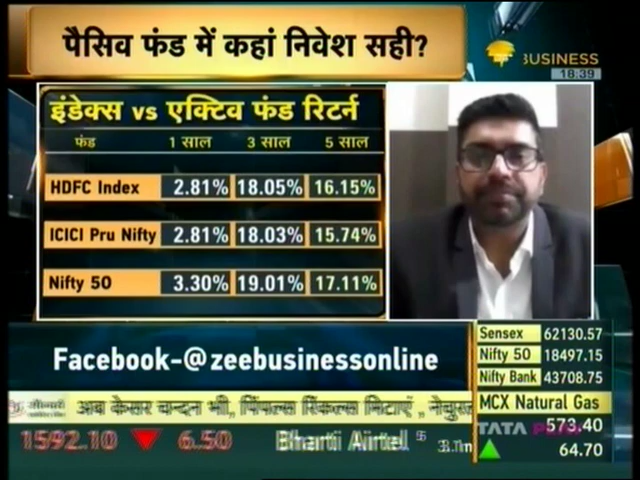 पैसिव फंड में कहां निवेश सही?
BUSINESS
18:39
इंडेक्स vs एक्टिव फंड रिटर्न
फंड 1 साल 3 साल 5 साल
HDFC Index 2.81% 18.05% 16.15%
ICICI Pru Nifty 2.81% 18.03% 15.74%
Nifty 50 3.30% 19.01% 17.11%
Facebook-@zeebusinessonline
Sensex 62130.57
Nifty 50 18497.15
Nifty Bank 43708.75
MCX Natural Gas
573.40
TATA PLAY
64.70
अब केसर चन्दन भी, पिंपल्स रिंकल्स मिटाएं ,
1592.10 6.50 Bharti Airtel